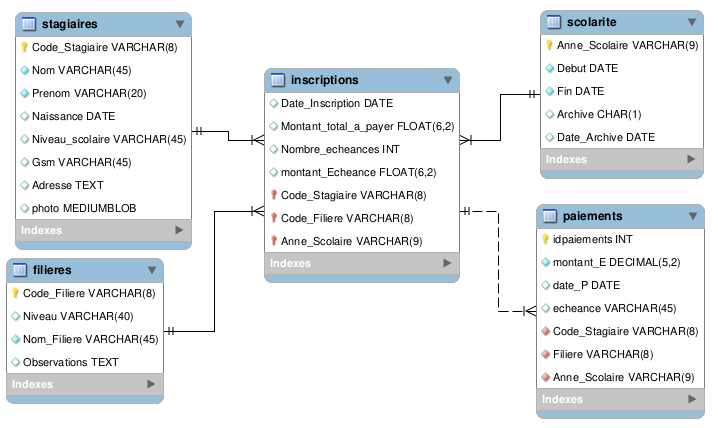 stagiaires
Code_Stagiaire VARCHAR(8)
Nom VARCHAR(45)
Prenom VARCHAR(20)
Naissance DATE
Niveau_scolaire VARCHAR(45)
Gsm VARCHAR(45)
Adresse TEXT
photo MEDIUMBLOB
Indexes
filieres
Code_Filiere VARCHAR(8)
Niveau VARCHAR(40)
Nom_Filiere VARCHAR(45)
Observations TEXT
Indexes
inscriptions
Date_Inscription DATE
Montant_total_a_payer FLOAT(6,2)
Nombre_echeances INT
montant_Echeance FLOAT(6,2)
Code_Stagiaire VARCHAR(8)
Code_Filiere VARCHAR(8)
Anne_Scolaire VARCHAR(9)
Indexes
scolarite
Anne_Scolaire VARCHAR(9)
Debut DATE
Fin DATE
Archive CHAR(1)
Date_Archive DATE
Indexes
paiements
idpaiements INT
montant_E DECIMAL(5,2)
date_P DATE
echeance VARCHAR(45)
Code_Stagiaire VARCHAR(8)
Filiere VARCHAR(8)
Anne_Scolaire VARCHAR(9)
Indexes